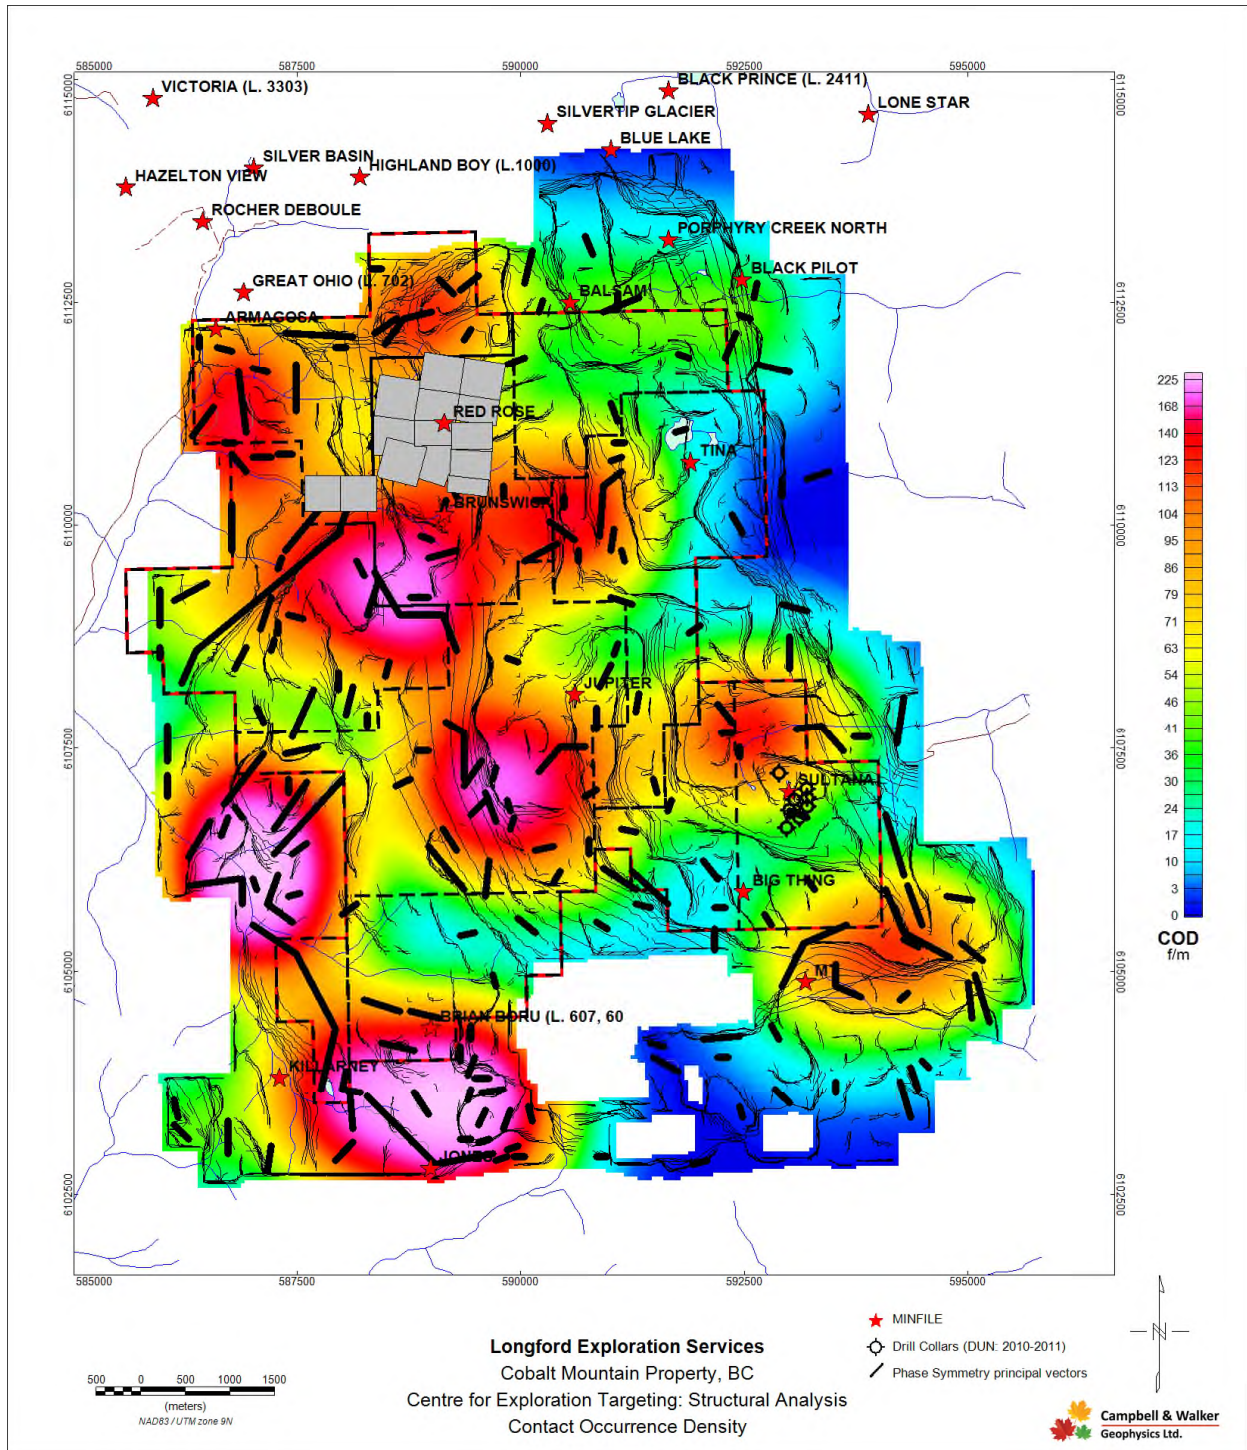 585000 587500 590000 592500 595000
6115000
6115000
BLACK PRINCE (L. 2411)
VICTORIA (L. 3303)
LONE STAR
SILVERTIP GLACIER
BLUE LAKE
SILVER BASIN
HIGHLAND BOY (L.1000)
HAZELTON VIEW
ROCHER DEBOULE
PORPHYRY CREEK NORTH
BLACK PILOT
GREAT OHIO (L. 702)
BALSAM
6112500
6112500
ARMAGOSA
RED ROSE
TINA
BRUNSWICK
6110000
6110000
JUPITER
6107500
6107500
SULTANA
BIG THING
6105000
6105000
M
BRIAN BORU (L. 607, 60
KILLARNEY
JONES
6102500
6102500
585000 587500 590000 592500 595000
225
168
140
123
113
104
95
86
79
71
63
54
46
41
36
30
24
17
10
3
0
COD
f/m
MINFILE
Drill Collars (DUN: 2010-2011)
Phase Symmetry principal vectors
N
Longford Exploration Services
Cobalt Mountain Property, BC
Centre for Exploration Targeting: Structural Analysis
Contact Occurrence Density
500 0 500 1000 1500
(meters)
NAD83 / UTM zone 9N
Campbell & Walker
Geophysics Ltd.